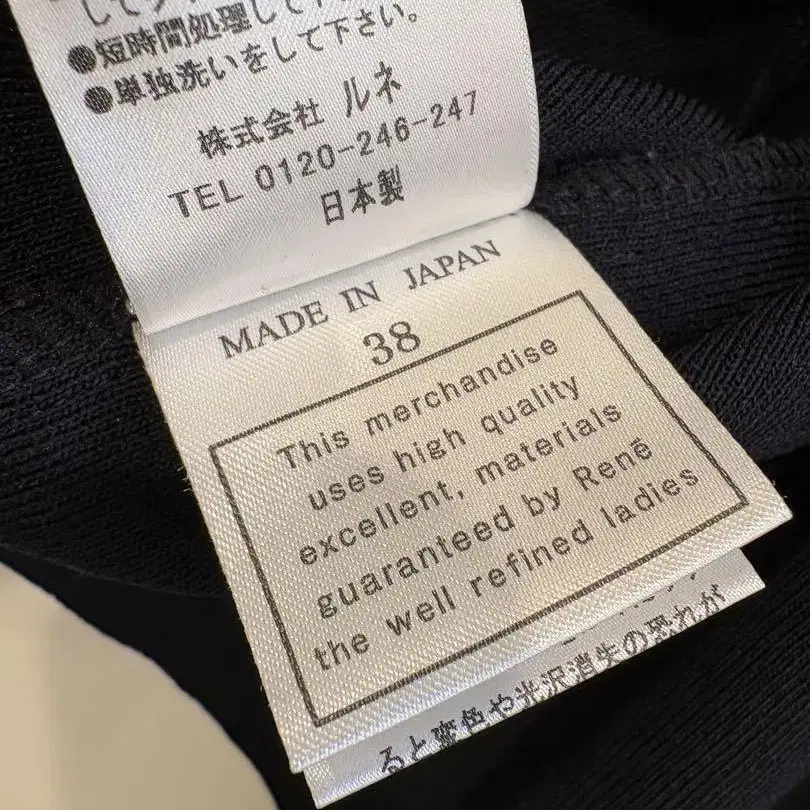 ●短時間処理して下さい。
●単独洗いをして下さい。
株式会社 ルネ
TEL 0120-246-247
日本製
MADE IN JAPAN
38
This merchandise
uses high quality
excellent, materials
guaranteed by René
the well refined ladies
ると変色や光沢消失の恐れが